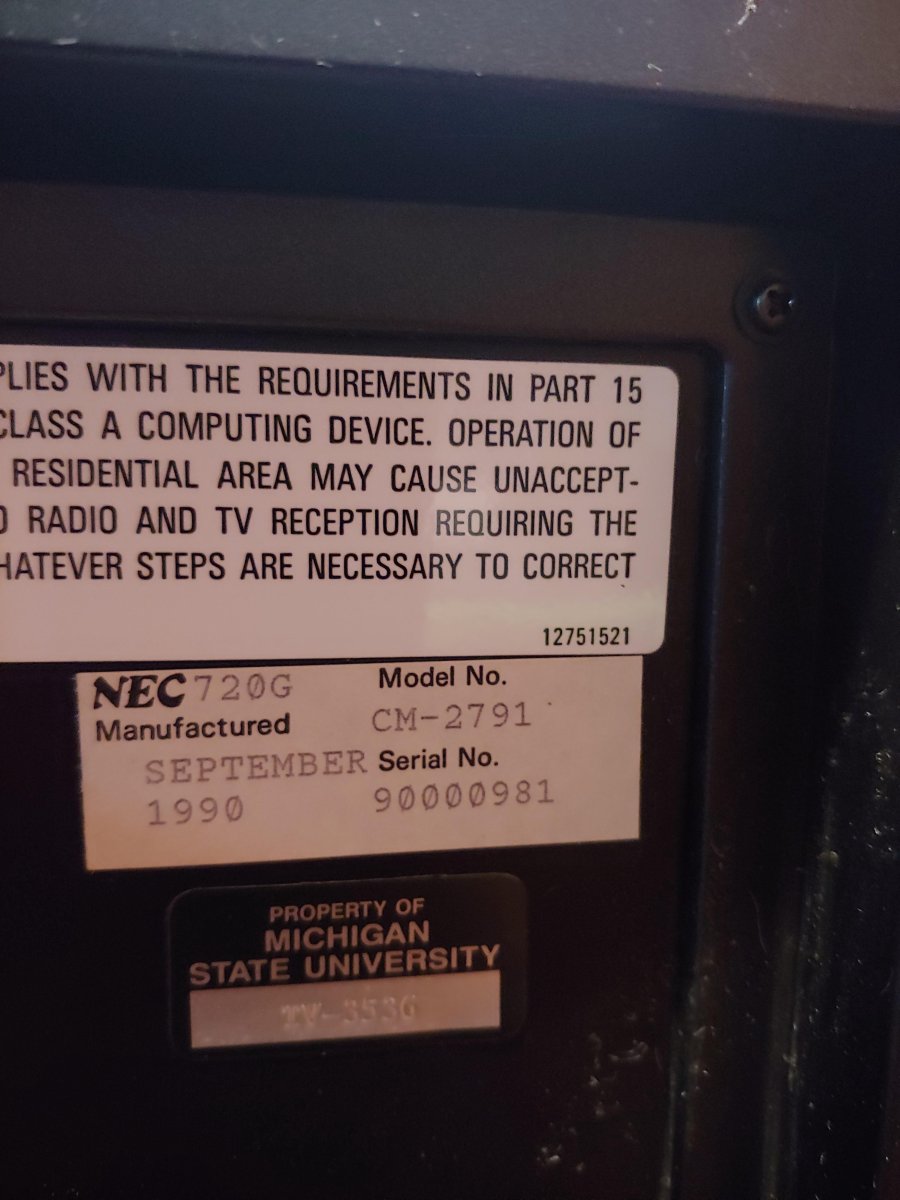 PLIES WITH THE REQUIREMENTS IN PART 15
CLASS A COMPUTING DEVICE. OPERATION OF
RESIDENTIAL AREA MAY CAUSE UNACCEPT-
RADIO AND TV RECEPTION REQUIRING THE
HATEVER STEPS ARE NECESSARY TO CORRECT
12751521
NEC 720G Model No.
Manufactured CM-2791
SEPTEMBER Serial No.
1990 90000981
PROPERTY OF
MICHIGAN
STATE UNIVERSITY
TV-3536